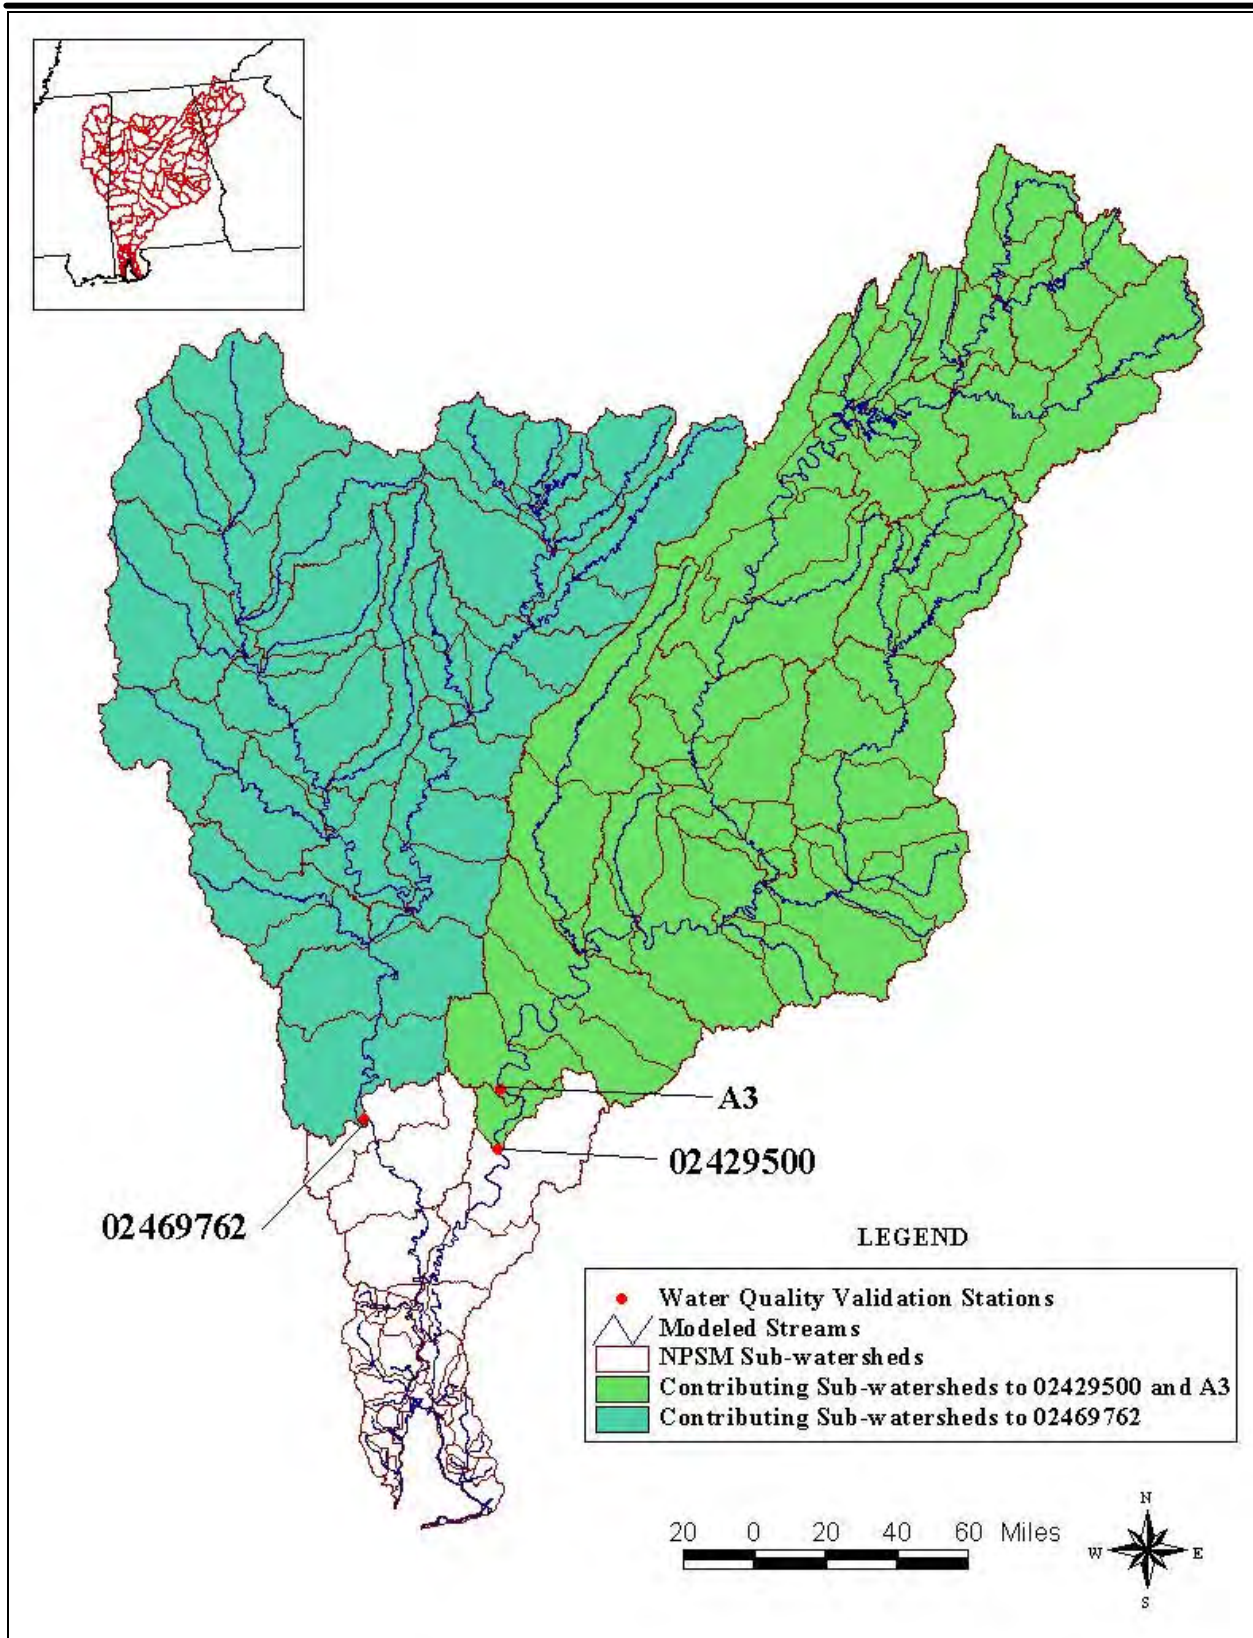 A3
02429500
02469762
LEGEND
Water Quality Validation Stations
Modeled Streams
NPSM Sub-watersheds
Contributing Sub-watersheds to 02429500 and A3
Contributing Sub-watersheds to 02469762
20 0 20 40 60 Miles
N
W E
S